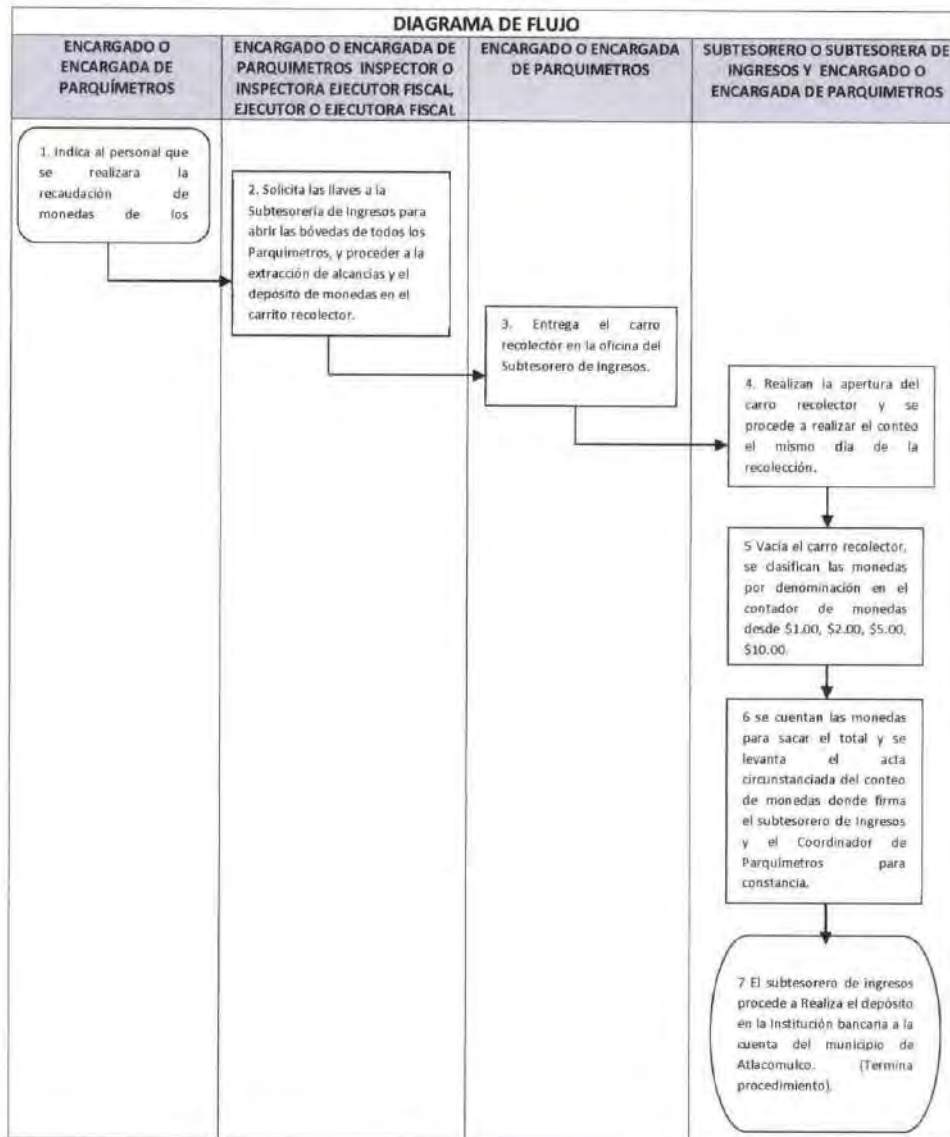 DIAGRAMA DE FLUJO
ENCARGADO O
ENCARGADA DE
PARQUÍMETROS
ENCARGADO O ENCARGADA DE
PARQUIMETROS INSPECTOR O
INSPECTORA EJECUTOR FISCAL,
EJECUTOR O EJECUTORA FISCAL
ENCARGADO O ENCARGADA
DE PARQUIMETROS
SUBTESORERO O SUBTESORERA DE
INGRESOS Y ENCARGADO O
ENCARGADA DE PARQUIMETROS
1. Indica al personal que
se realizara la
recaudación de
monedas de los
2. Solicita las llaves a la
Subtesorería de Ingresos para
abrir las bóvedas de todos los
Parquímetros, y proceder a la
extracción de alcancías y el
depósito de monedas en el
carrito recolector.
3. Entrega el carro
recolector en la oficina del
Subtesorero de Ingresos.
4. Realizan la apertura del
carro recolector y se
procede a realizar el conteo
el mismo día de la
recolección.
5 Vacía el carro recolector,
se clasifican las monedas
por denominación en el
contador de monedas
desde $1.00, $2.00, $5.00,
$10.00.
6 se cuentan las monedas
para sacar el total y se
levanta el acta
circunstanciada del conteo
de monedas donde firma
el subtesorero de Ingresos
y el Coordinador de
Parquímetros para
constancia.
7 El subtesorero de ingresos
procede a Realiza el depósito
en la Institución bancaria a la
cuenta del municipio de
Atlacomulco. (Termina
procedimiento).